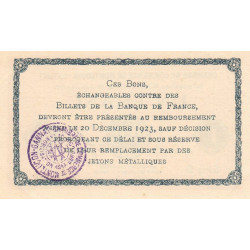 Ces Bons,
échangeables contre des
Billets de la Banque de France,
devront être présentés au remboursement
le 20 Décembre 1923, sauf décision
prorogeant ce délai et sous réserve
de leur remplacement par des
jetons métalliques